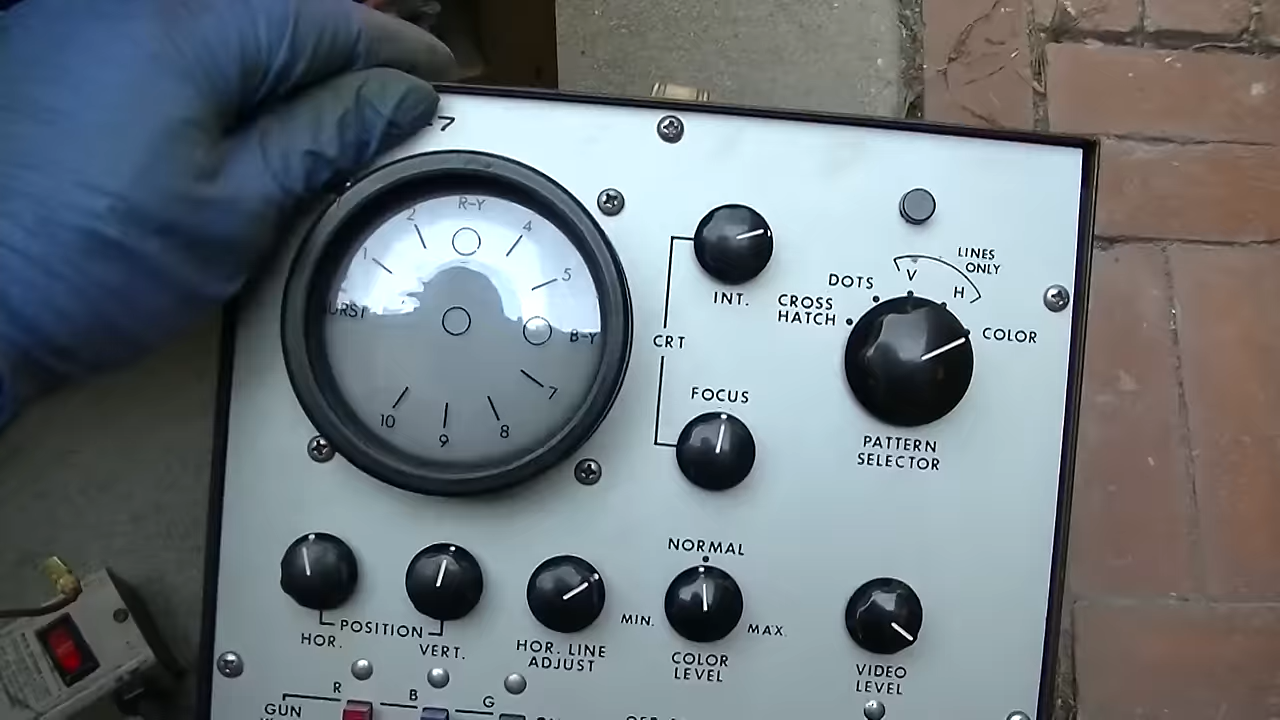 7
R-Y
2
4
1
5
B-Y
7
10
9
8
INT.
CRT
FOCUS
LINES
ONLY
V
H
DOTS
CROSS
HATCH
COLOR
PATTERN
SELECTOR
NORMAL
MIN.
MAX.
COLOR
LEVEL
POSITION
HOR.
VERT.
HOR. LINE
ADJUST
VIDEO
LEVEL
R
B
G
GUN